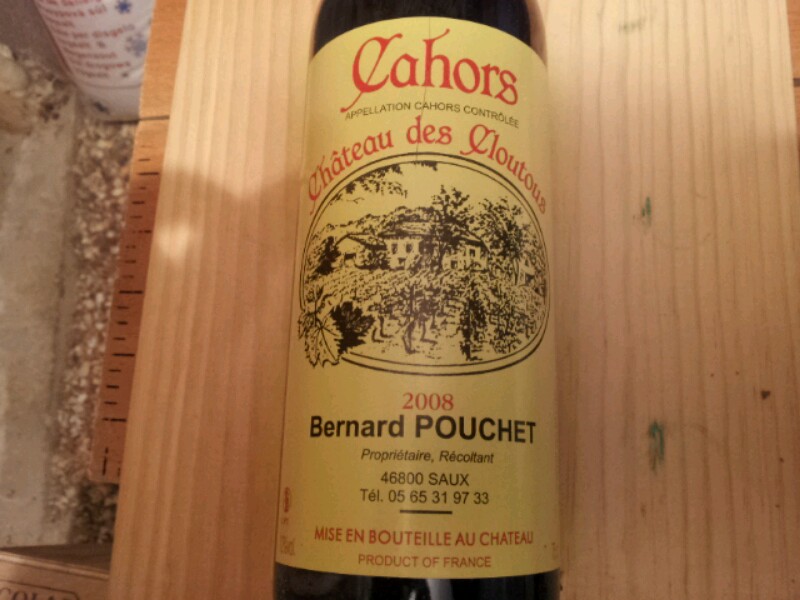 Cahors
APPELLATION CAHORS CONTRÔLÉE
Château des Cloutous
2008
Bernard POUCHET
Propriétaire, Récoltant
46800 SAUX
Tél. 05 65 31 97 33
MISE EN BOUTEILLE AU CHATEAU
PRODUCT OF FRANCE